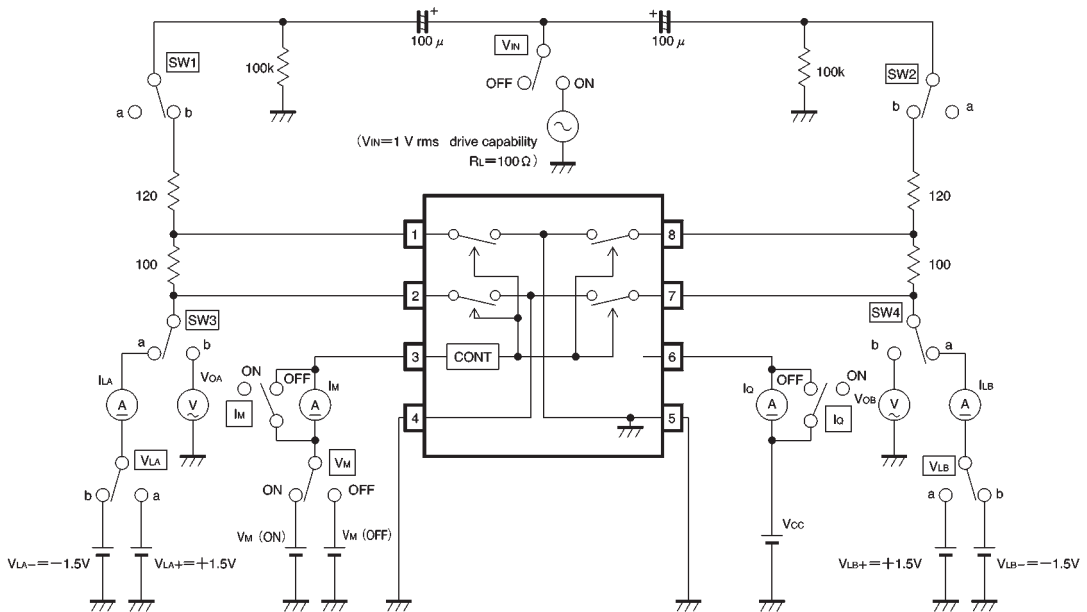 + +
100 μ 100 μ
VIN
100k 100k
SW1 OFF ON SW2
a b b a
(VIN=1 V rms drive capability
RL=100Ω)
120 120
1 8
100 100
2 7
SW3 SW4
a b b a
3 CONT 6
ILA VOA ON OFF IM IQ OFF ON VOB ILB
A V A A V A
IM IQ
4 5
VLA VM VLB
b a ON OFF a b
VM (ON) VM (OFF) VCC
VLA-=-1.5V VLA+=+1.5V VLB+=+1.5V VLB-=-1.5V